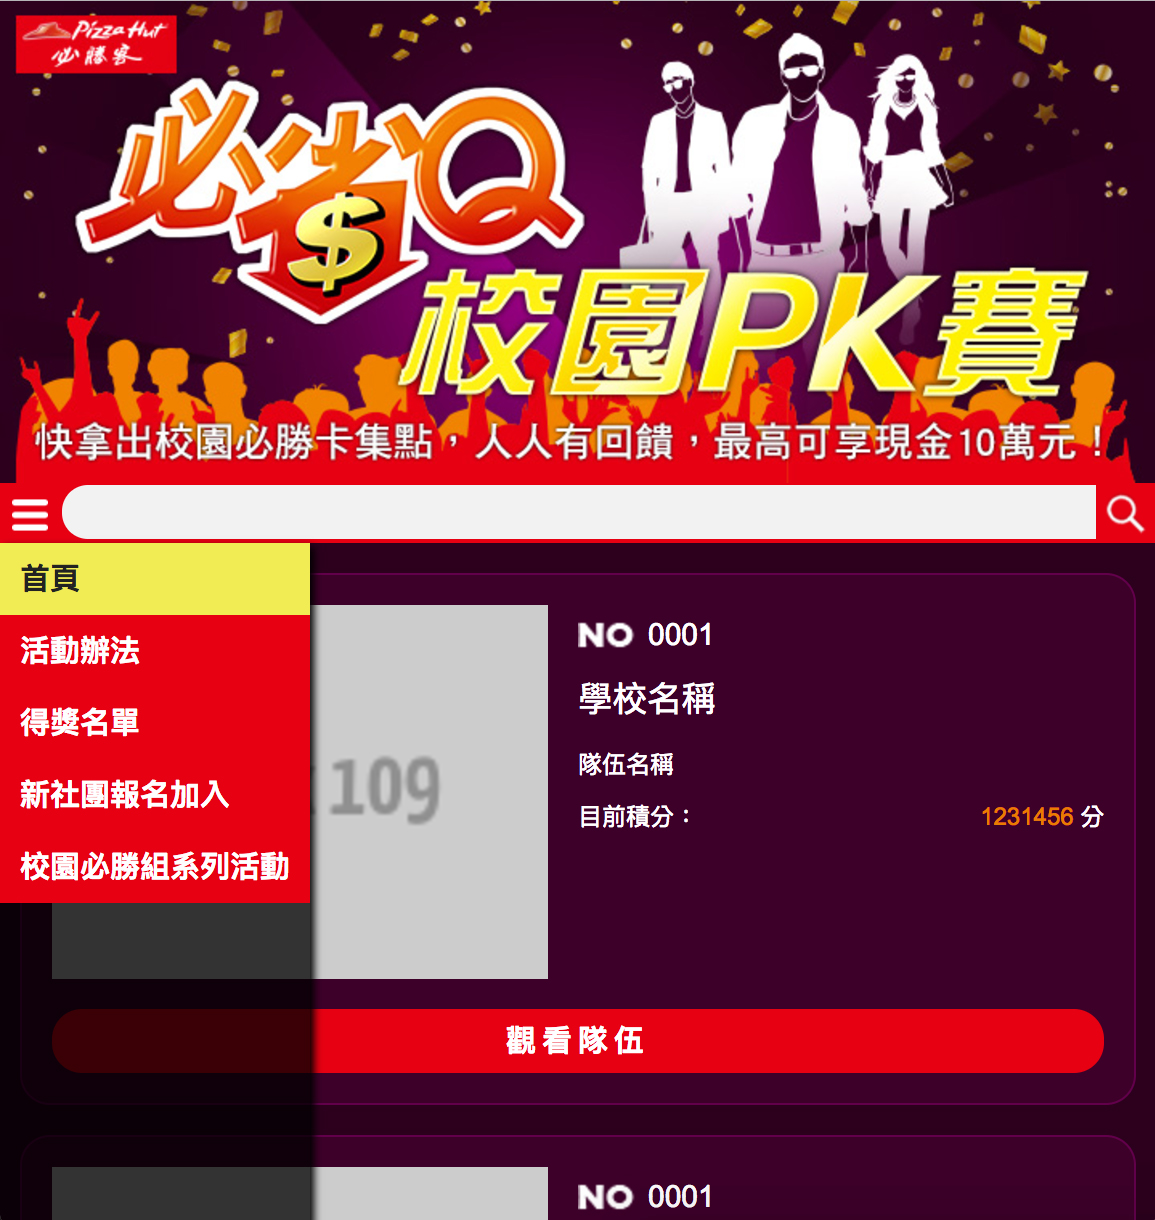 Pizza Hut
必勝客
必省Q
$
校園PK賽
快拿出校園必勝卡集點，人人有回饋，最高可享現金10萬元！
首頁
活動辦法
得獎名單
新社團報名加入
校園必勝組系列活動
109
NO 0001
學校名稱
隊伍名稱
目前積分： 1231456 分
觀看隊伍
NO 0001